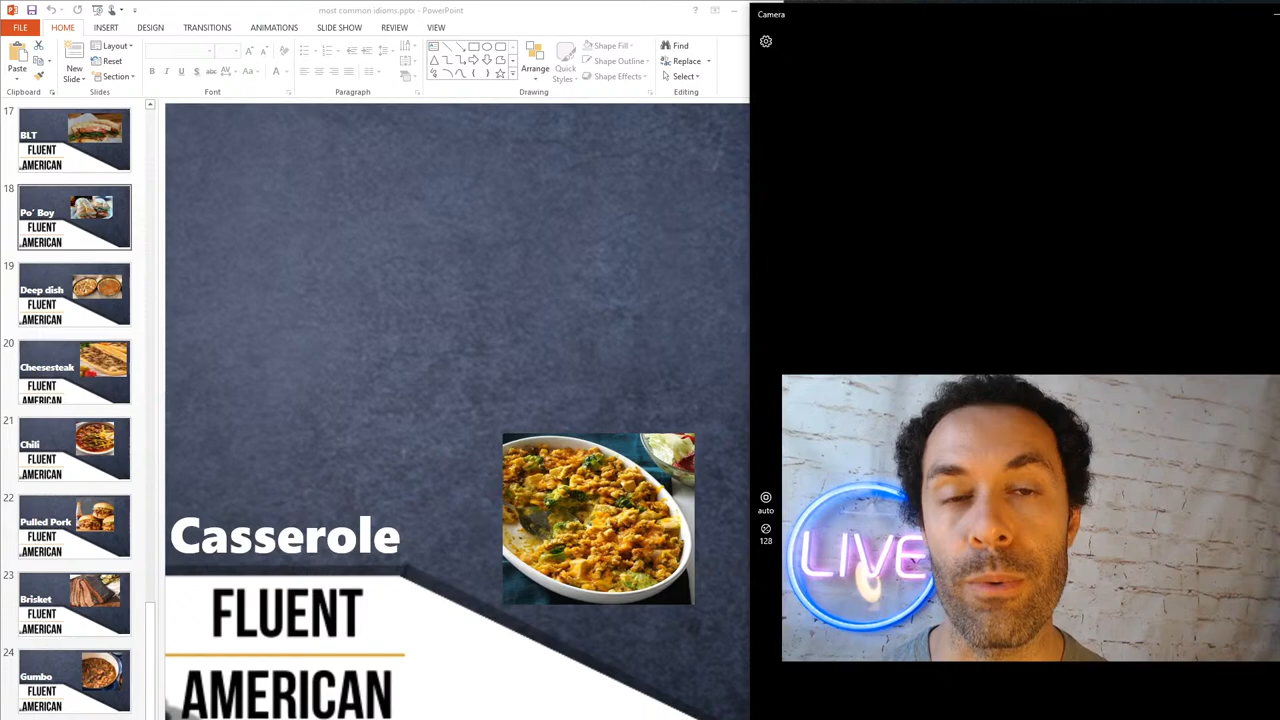 most common idioms.pptx - PowerPoint
?
Camera
FILE HOME INSERT DESIGN TRANSITIONS ANIMATIONS SLIDE SHOW REVIEW VIEW
Paste
New
Slide
Layout
Reset
Section
B I U S abc AV Aa A
A A
Arrange
Quick
Styles
Shape Fill
Shape Outline
Shape Effects
Find
Replace
Select
Clipboard Slides Font Paragraph Drawing Editing
17
BLT
FLUENT
AMERICAN
18
Po' Boy
FLUENT
AMERICAN
19
Deep dish
FLUENT
AMERICAN
20
Cheesesteak
FLUENT
AMERICAN
21
Chili
FLUENT
AMERICAN
22
Pulled Pork
FLUENT
AMERICAN
23
Brisket
FLUENT
AMERICAN
24
Gumbo
FLUENT
AMERICAN
Casserole
FLUENT
AMERICAN
auto
128
LIVE